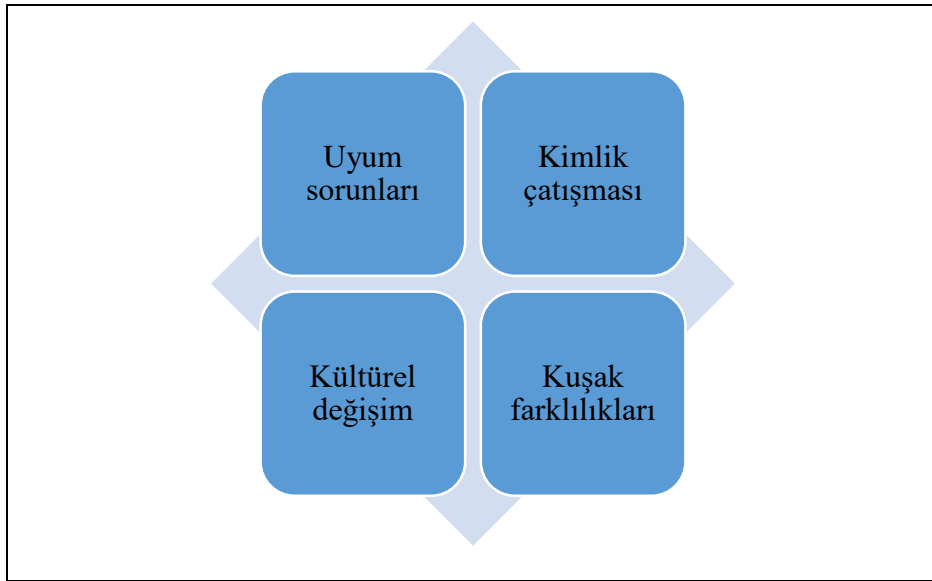 Uyum
sorunları
Kimlik
çatışması
Kültürel
değişim
Kuşak
farklılıkları